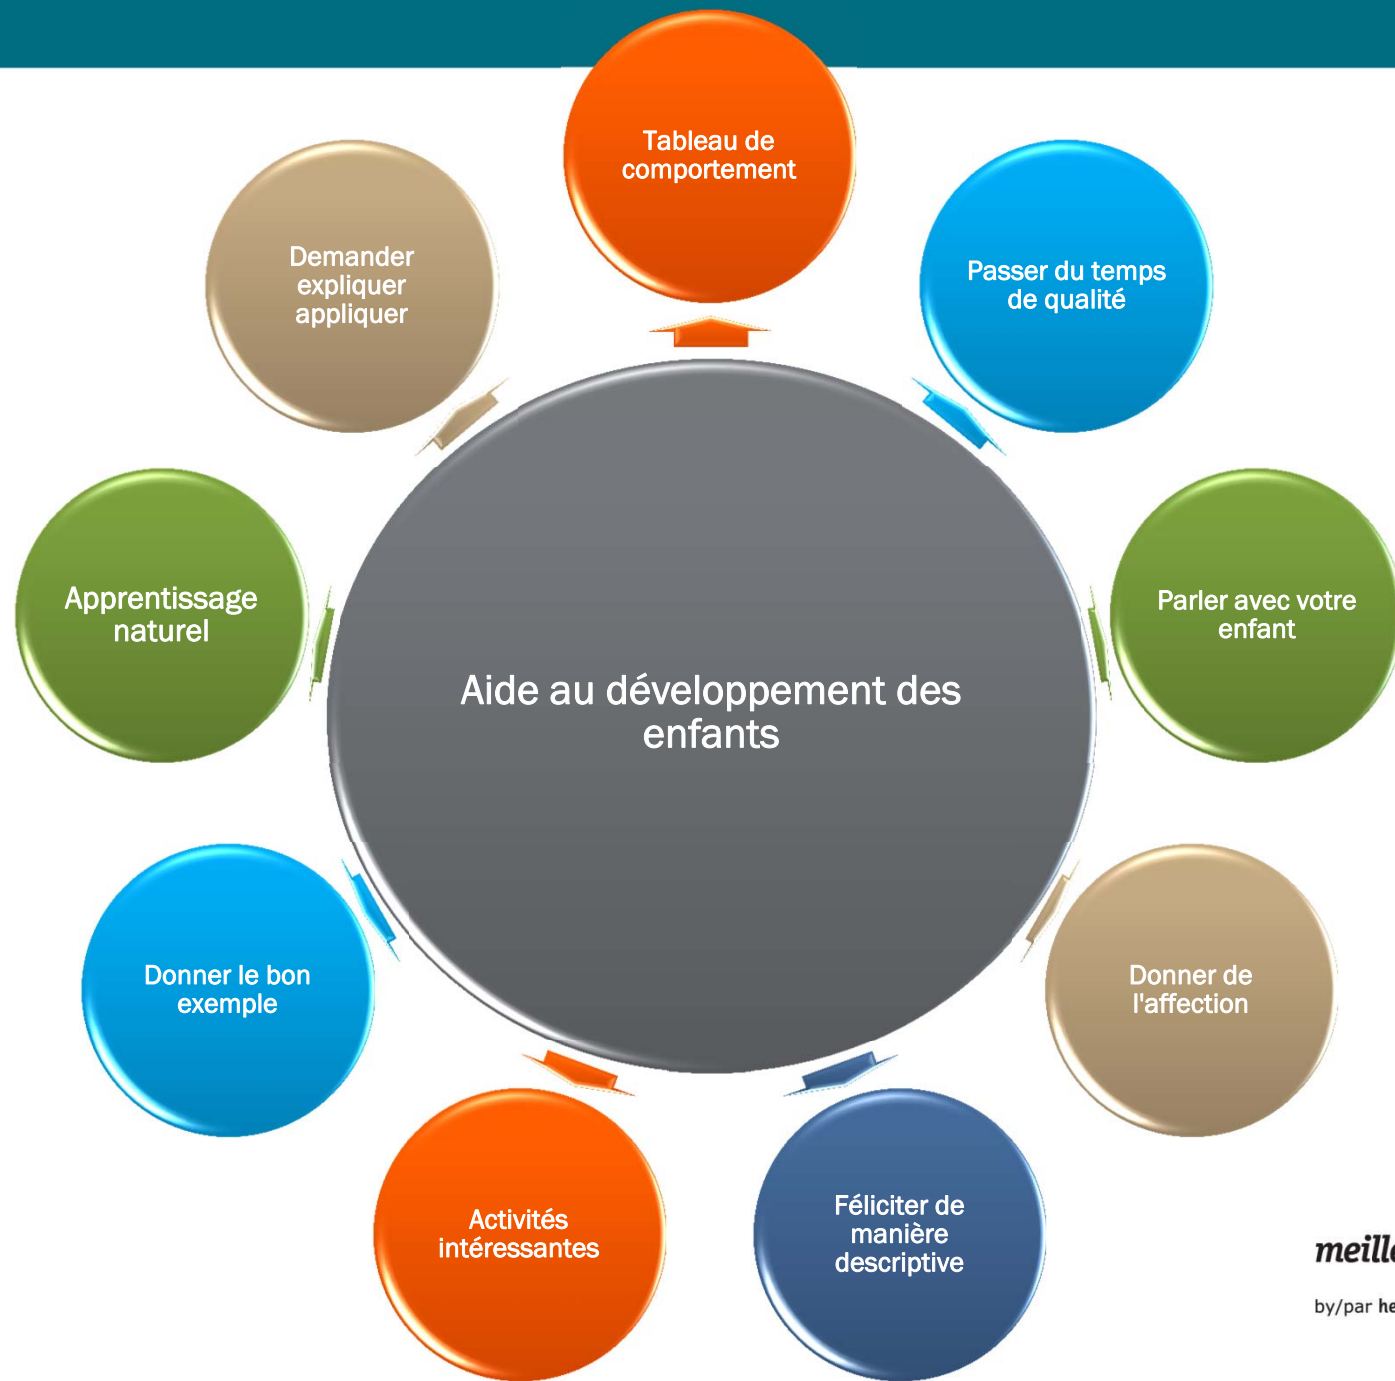 Tableau de
comportement
Passer du temps
de qualité
Parler avec votre
enfant
Donner de
l'affection
Féliciter de
manière
descriptive
Activités
intéressantes
Donner le bon
exemple
Apprentissage
naturel
Demander
expliquer
appliquer
Aide au développement des
enfants
by/par